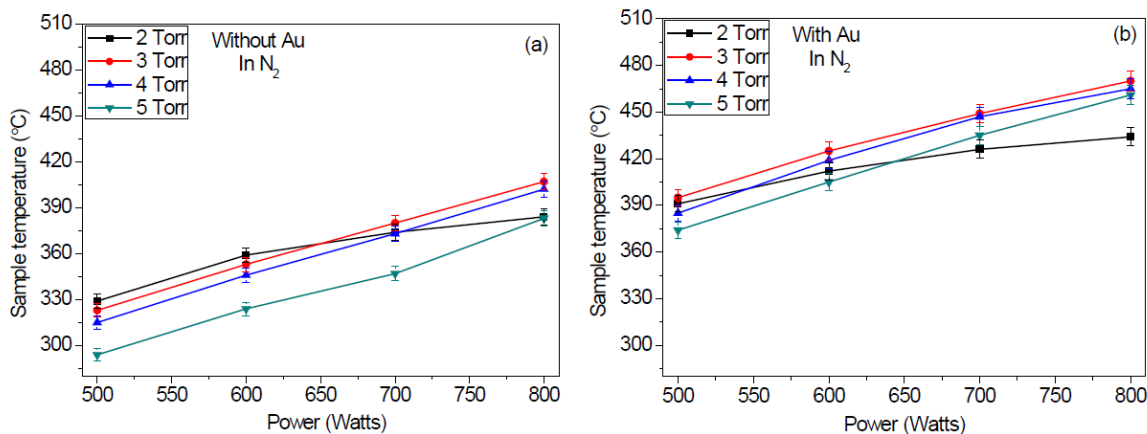 510
480
450
420
390
360
330
300
Sample temperature (°C)
2 Torr
3 Torr
4 Torr
5 Torr
Without Au
In N₂
(a)
500 550 600 650 700 750 800
Power (Watts)
510
480
450
420
390
360
330
300
Sample temperature (°C)
2 Torr
3 Torr
4 Torr
5 Torr
With Au
In N₂
(b)
500 550 600 650 700 750 800
Power (Watts)